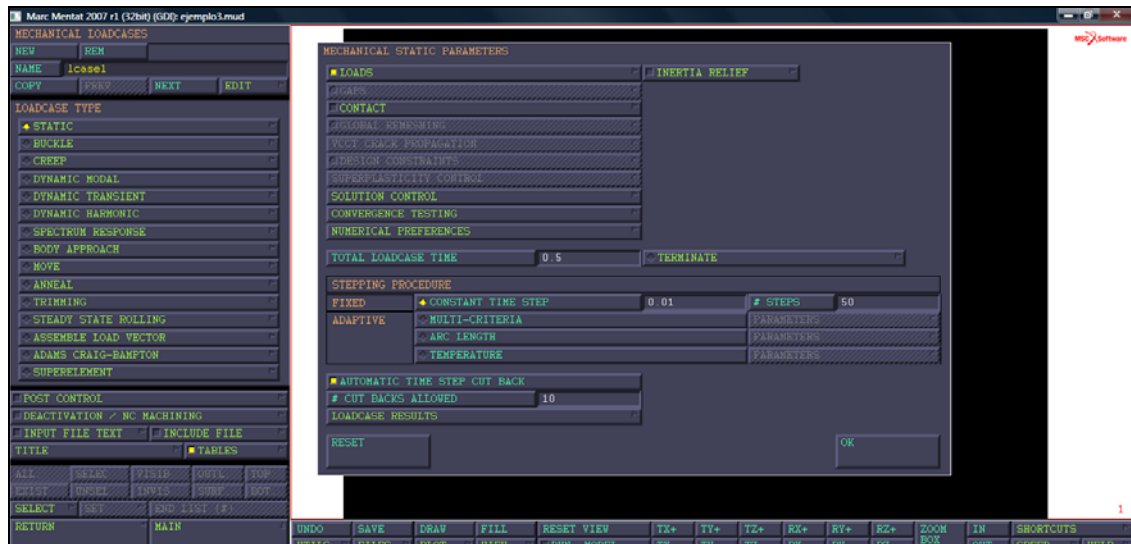 Marc Mentat 2007 r1 (32bit) (GDI): ejemplo3.mud
MECHANICAL LOADCASES
NEW REM
NAME lcase1
COPY PREV NEXT EDIT
LOADCASE TYPE
STATIC
BUCKLE
CREEP
DYNAMIC MODAL
DYNAMIC TRANSIENT
DYNAMIC HARMONIC
SPECTRUM RESPONSE
BODY APPROACH
MOVE
ANNEAL
TRIMMING
STEADY STATE ROLLING
ASSEMBLE LOAD VECTOR
ADAMS CRAIG-BAMPTON
SUPERELEMENT
POST CONTROL
DEACTIVATION / NC MACHINING
INPUT FILE TEXT INCLUDE FILE
TITLE TABLES
ALL SELEC VISIB OUTL TOP
EXIST UNSEL INVIS SURF BOT
SELECT SET END LIST (#)
RETURN MAIN
MECHANICAL STATIC PARAMETERS
LOADS INERTIA RELIEF
GAPS
CONTACT
GLOBAL REMESHING
VCCT CRACK PROPAGATION
DESIGN CONSTRAINTS
SUPERPLASTICITY CONTROL
SOLUTION CONTROL
CONVERGENCE TESTING
NUMERICAL PREFERENCES
TOTAL LOADCASE TIME 0.5 TERMINATE
STEPPING PROCEDURE
FIXED CONSTANT TIME STEP 0.01 # STEPS 50
ADAPTIVE MULTI-CRITERIA PARAMETERS
ARC LENGTH PARAMETERS
TEMPERATURE PARAMETERS
AUTOMATIC TIME STEP CUT BACK
# CUT BACKS ALLOWED 10
LOADCASE RESULTS
RESET OK
MSC Software
1
UNDO SAVE DRAW FILL RESET VIEW TX+ TY+ TZ+ RX+ RY+ RZ+ ZOOM IN SHORTCUTS
BOX